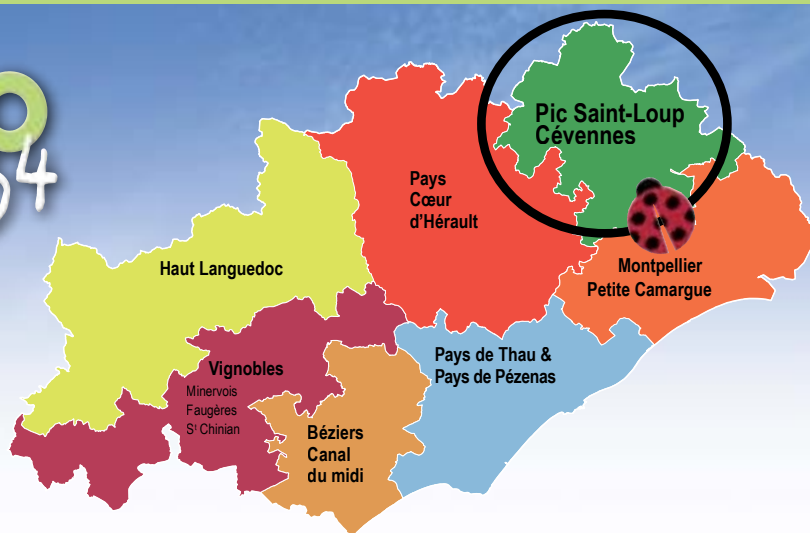 Pic Saint-Loup
Cévennes
Pays
Cœur
d'Hérault
Haut Languedoc
Montpellier
Petite Camargue
Pays de Thau &
Pays de Pézenas
Vignobles
Minervois
Faugères
Sᵗ Chinian
Béziers
Canal
du midi